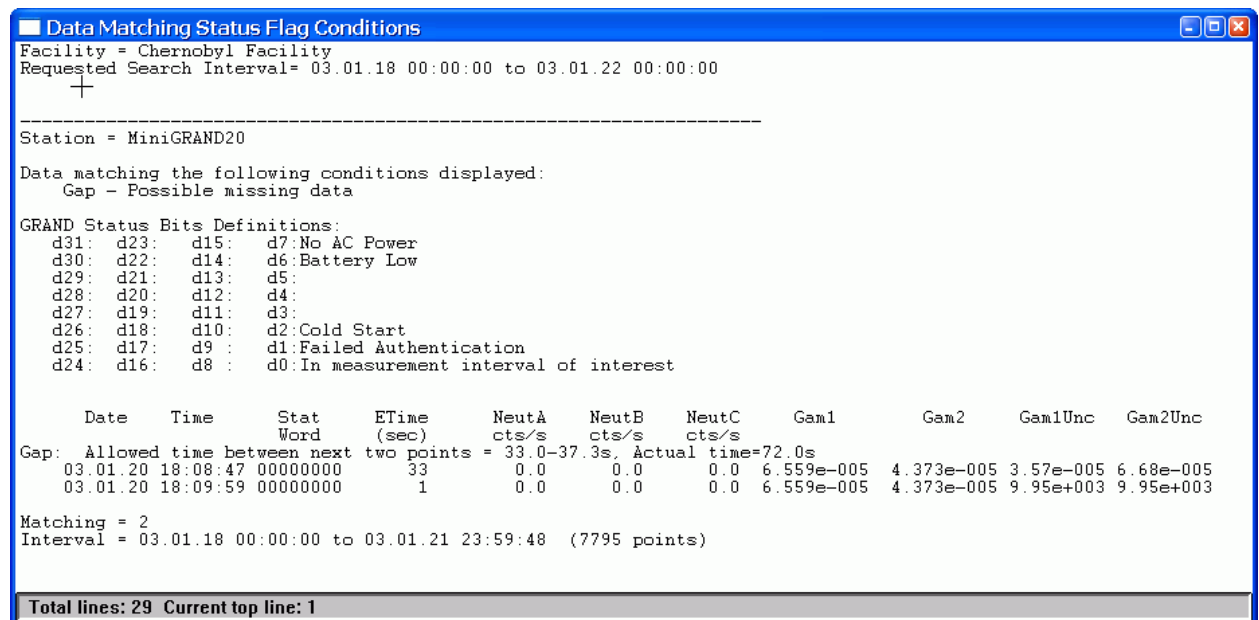 Data Matching Status Flag Conditions
Facility = Chernobyl Facility
Requested Search Interval= 03.01.18 00:00:00 to 03.01.22 00:00:00
Station = MiniGRAND20
Data matching the following conditions displayed:
Gap - Possible missing data
GRAND Status Bits Definitions:
d31: d23: d15: d7:No AC Power
d30: d22: d14: d6:Battery Low
d29: d21: d13: d5:
d28: d20: d12: d4:
d27: d19: d11: d3:
d26: d18: d10: d2:Cold Start
d25: d17: d9 : d1:Failed Authentication
d24: d16: d8 : d0:In measurement interval of interest
Date Time Stat ETime NeutA NeutB NeutC Gam1 Gam2 Gam1Unc Gam2Unc
Word (sec) cts/s cts/s cts/s
Gap: Allowed time between next two points = 33.0-37.3s, Actual time=72.0s
03.01.20 18:08:47 00000000 33 0.0 0.0 0.0 6.559e-005 4.373e-005 3.57e-005 6.68e-005
03.01.20 18:09:59 00000000 1 0.0 0.0 0.0 6.559e-005 4.373e-005 9.95e+003 9.95e+003
Matching = 2
Interval = 03.01.18 00:00:00 to 03.01.21 23:59:48 (7795 points)
Total lines: 29 Current top line: 1